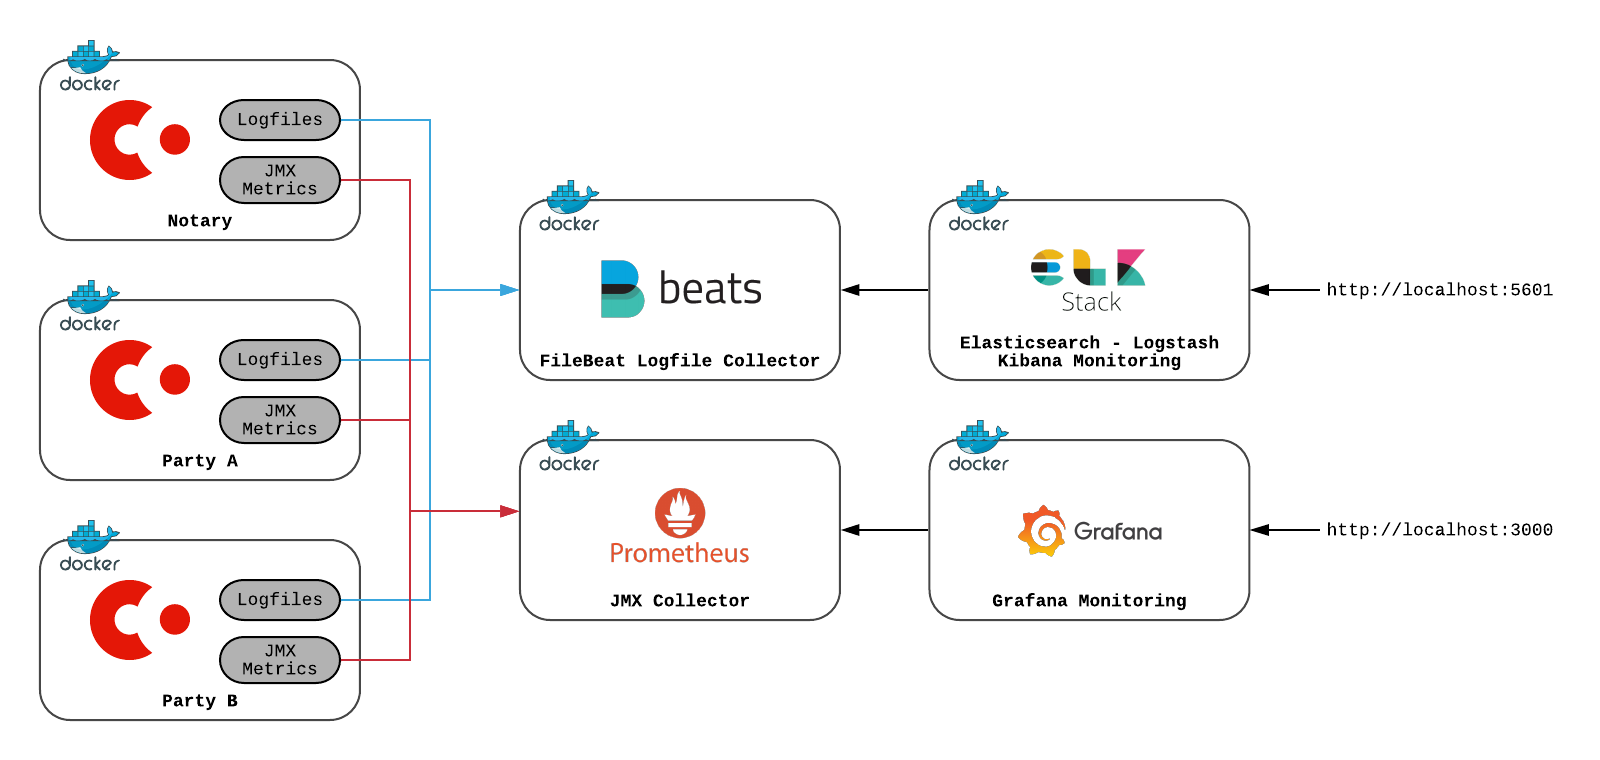 docker
Logfiles
JMX
Metrics
Notary
docker
Logfiles
JMX
Metrics
Party A
docker
Logfiles
JMX
Metrics
Party B
docker
beats
FileBeat Logfile Collector
docker
ELK
Stack
Elasticsearch - Logstash
Kibana Monitoring
http://localhost:5601
docker
Prometheus
JMX Collector
docker
Grafana
Grafana Monitoring
http://localhost:3000